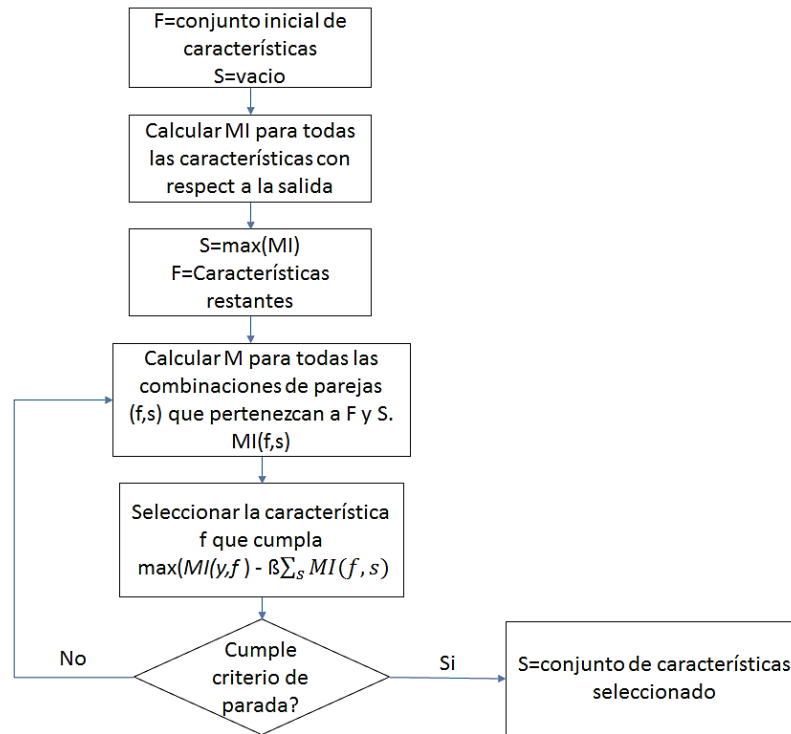 F=conjunto inicial de
características
S=vacio
Calcular MI para todas
las características con
respect a la salida
S=max(MI)
F=Características
restantes
Calcular M para todas las
combinaciones de parejas
(f,s) que pertenezcan a F y S.
MI(f,s)
Seleccionar la característica
f que cumpla
max(MI(y,f ) - ß∑ₛ MI(f,s)
Cumple
criterio de
parada?
No
Si
S=conjunto de características
seleccionado